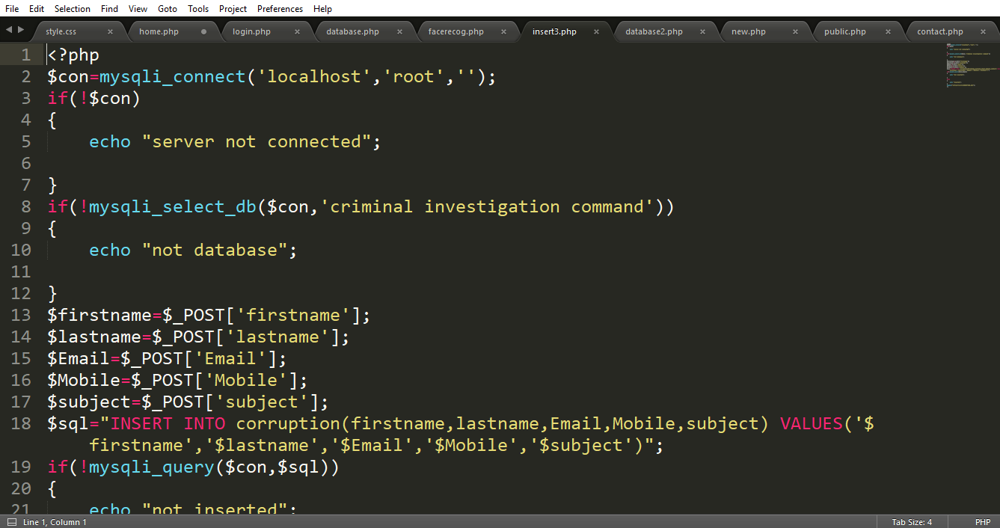 File Edit Selection Find View Goto Tools Project Preferences Help
style.css × home.php login.php × database.php × facerecog.php × insert3.php × database2.php × new.php × public.php × contact.php ×
1 <?php
2 $con=mysqli_connect('localhost','root','');
3 if(!$con)
4 {
5 echo "server not connected";
6
7 }
8 if(!mysqli_select_db($con,'criminal investigation command'))
9 {
10 echo "not database";
11
12 }
13 $firstname=$_POST['firstname'];
14 $lastname=$_POST['lastname'];
15 $Email=$_POST['Email'];
16 $Mobile=$_POST['Mobile'];
17 $subject=$_POST['subject'];
18 $sql="INSERT INTO corruption(firstname,lastname,Email,Mobile,subject) VALUES('$
firstname','$lastname','$Email','$Mobile','$subject')";
19 if(!mysqli_query($con,$sql))
20 {
21 echo "not inserted";
Line 1, Column 1 Tab Size: 4 PHP